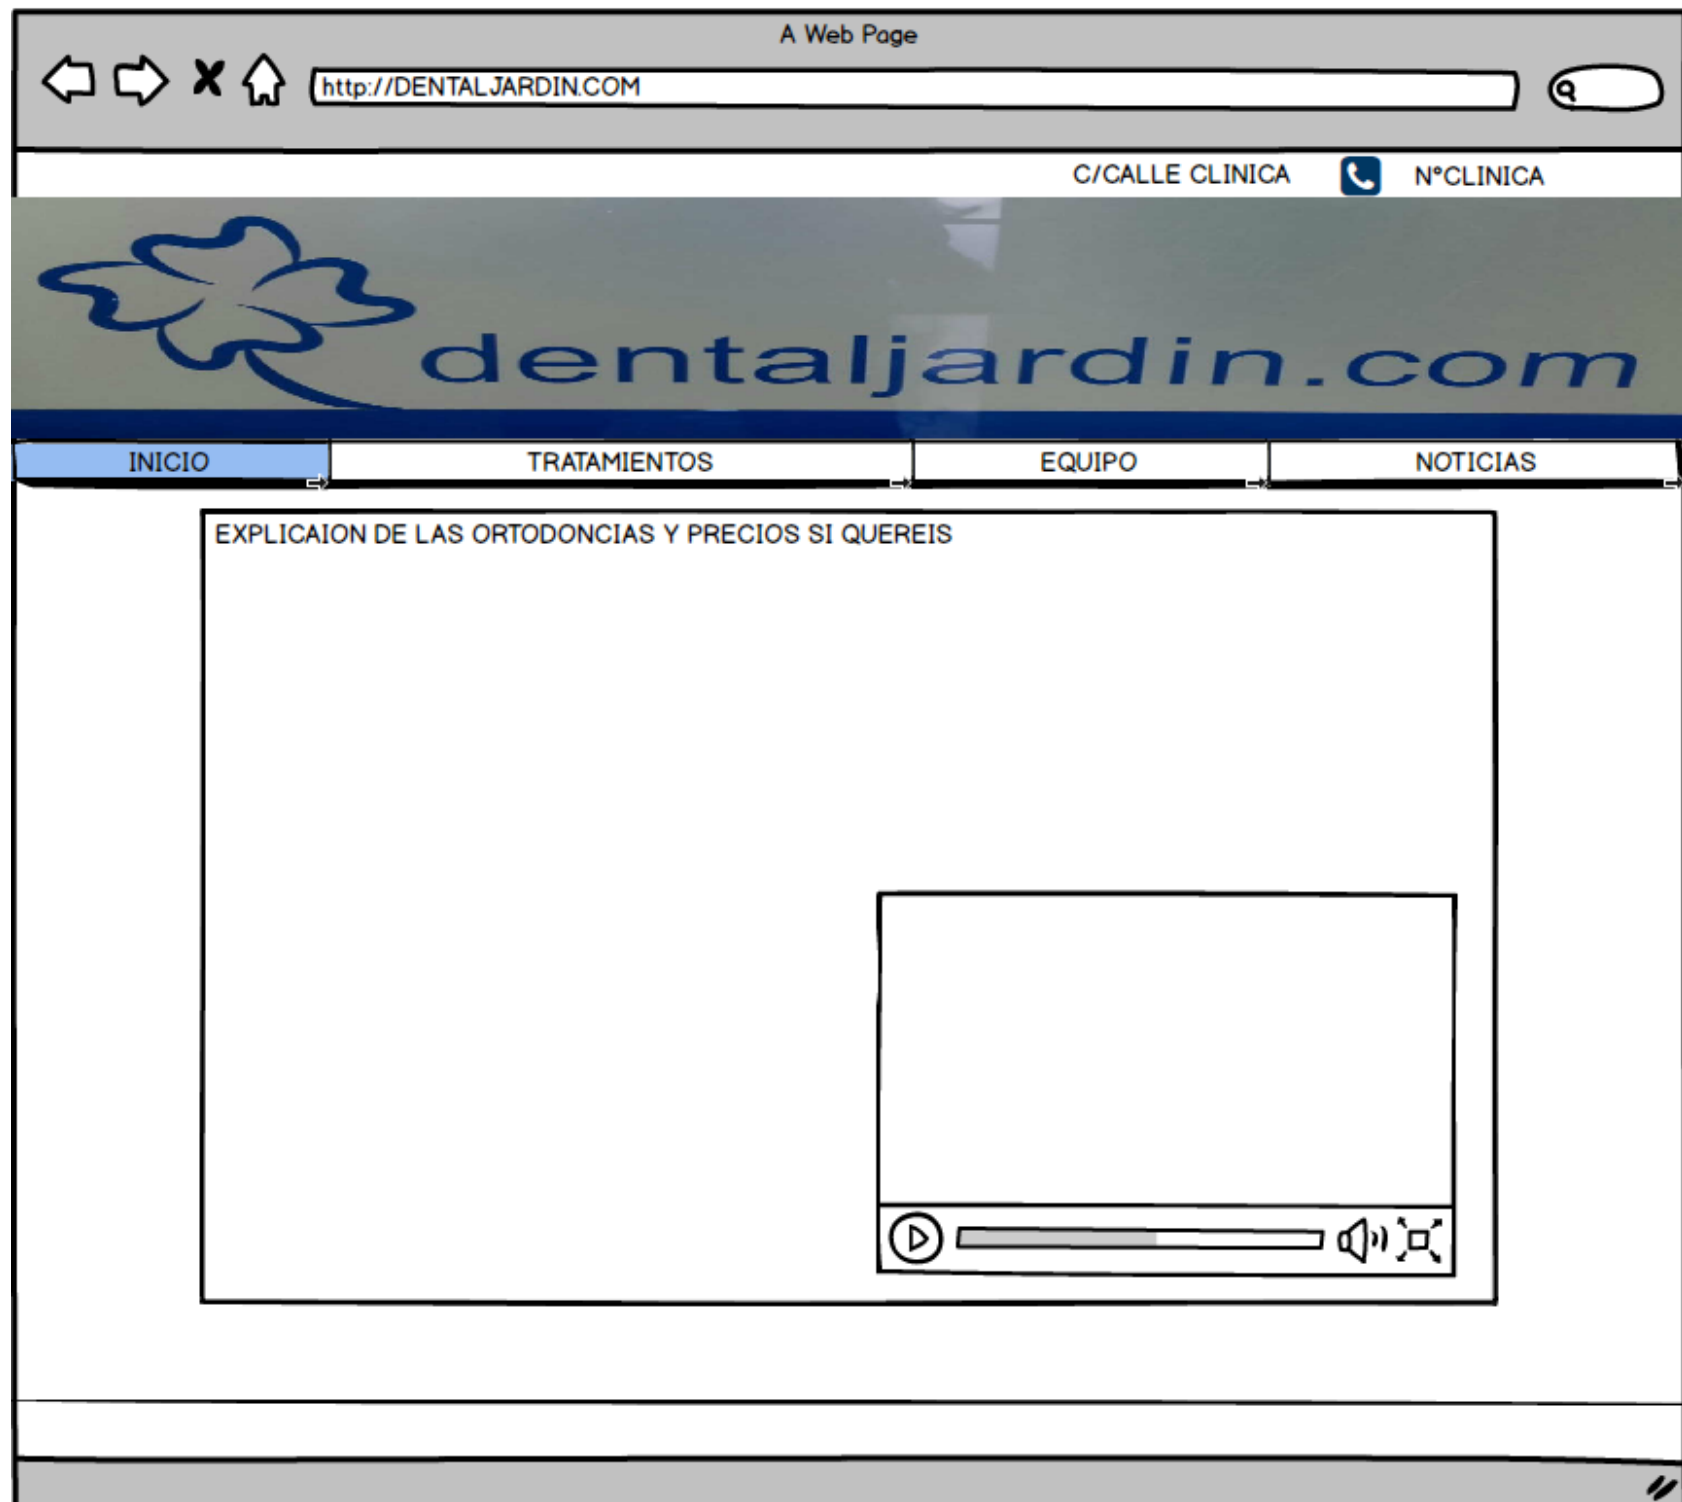 A Web Page
http://DENTALJARDIN.COM
C/CALLE CLINICA N°CLINICA
dentaljardin.com
INICIO TRATAMIENTOS EQUIPO NOTICIAS
EXPLICAION DE LAS ORTODONCIAS Y PRECIOS SI QUEREIS